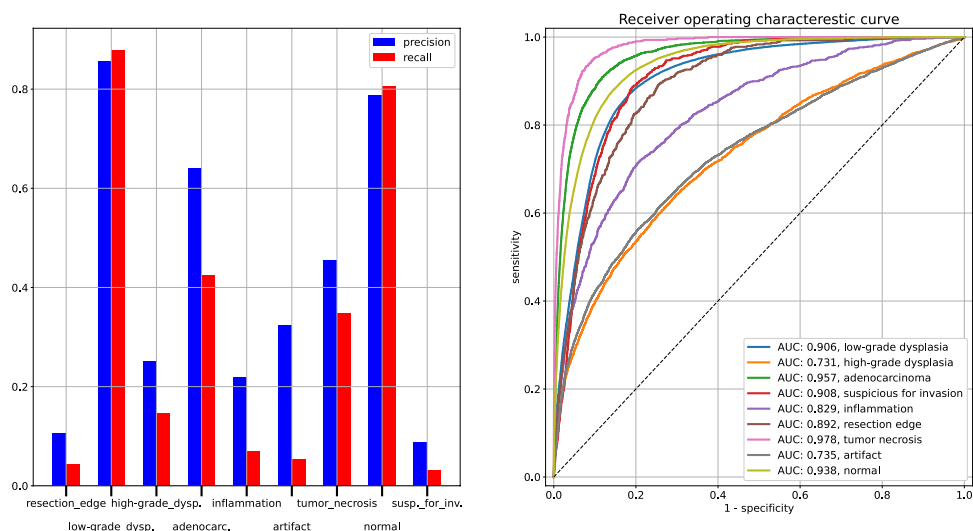 precision
recall
0.8
0.6
0.4
0.2
0.0
resection_edge
high-grade_dysp.
inflammation
tumor_necrosis
susp._for_inv.
low-grade_dysp.
adenocarc.
artifact
normal
Receiver operating characterestic curve
1.0
0.8
0.6
0.4
0.2
0.0
sensitivity
AUC: 0.906, low-grade dysplasia
AUC: 0.731, high-grade dysplasia
AUC: 0.957, adenocarcinoma
AUC: 0.908, suspicious for invasion
AUC: 0.829, inflammation
AUC: 0.892, resection edge
AUC: 0.978, tumor necrosis
AUC: 0.735, artifact
AUC: 0.938, normal
0.0 0.2 0.4 0.6 0.8 1.0
1 - specificity